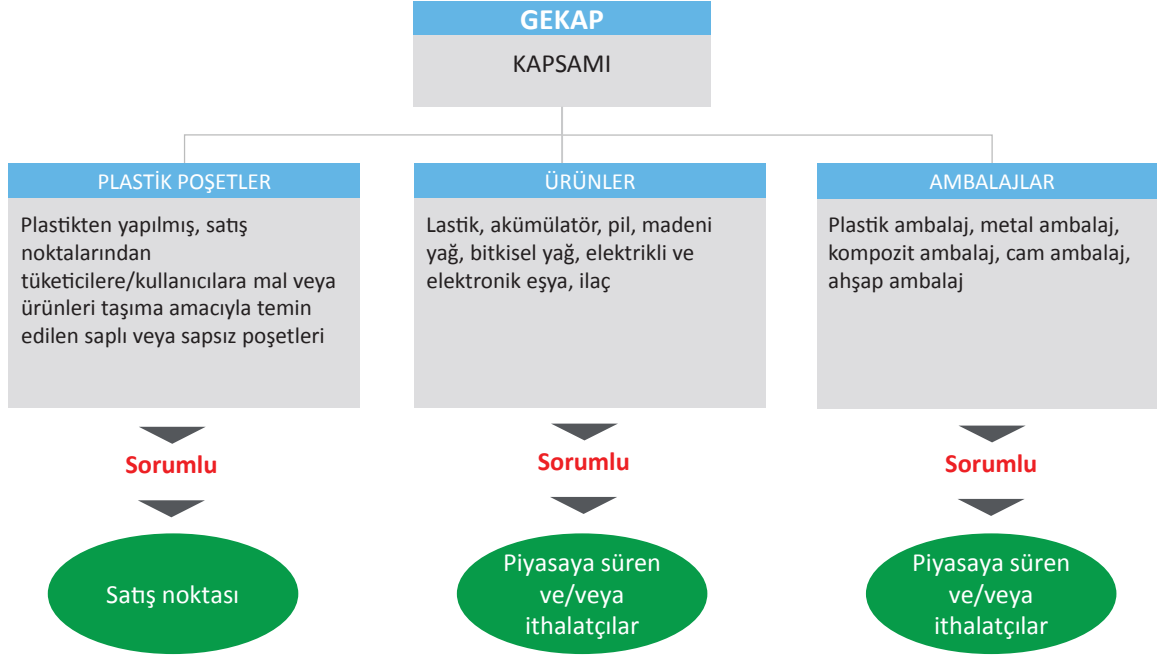 GEKAP
KAPSAMI
PLASTİK POŞETLER
Plastikten yapılmış, satış
noktalarından
tüketicilere/kullanıcılara mal veya
ürünleri taşıma amacıyla temin
edilen saplı veya sapsız poşetleri
Sorumlu
Satış noktası
ÜRÜNLER
Lastik, akümülatör, pil, madeni
yağ, bitkisel yağ, elektrikli ve
elektronik eşya, ilaç
Sorumlu
Piyasaya süren
ve/veya
ithalatçılar
AMBALAJLAR
Plastik ambalaj, metal ambalaj,
kompozit ambalaj, cam ambalaj,
ahşap ambalaj
Sorumlu
Piyasaya süren
ve/veya
ithalatçılar